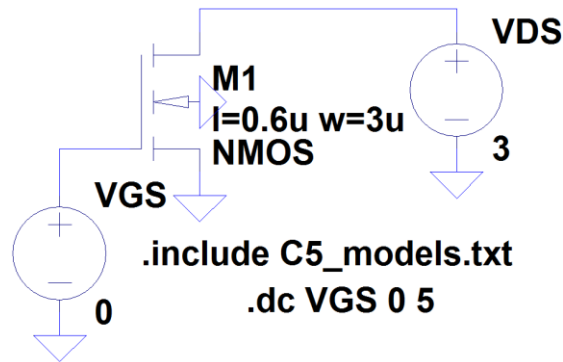 VDS
M1
l=0.6u w=3u
NMOS
3
VGS
0
.include C5_models.txt
.dc VGS 0 5